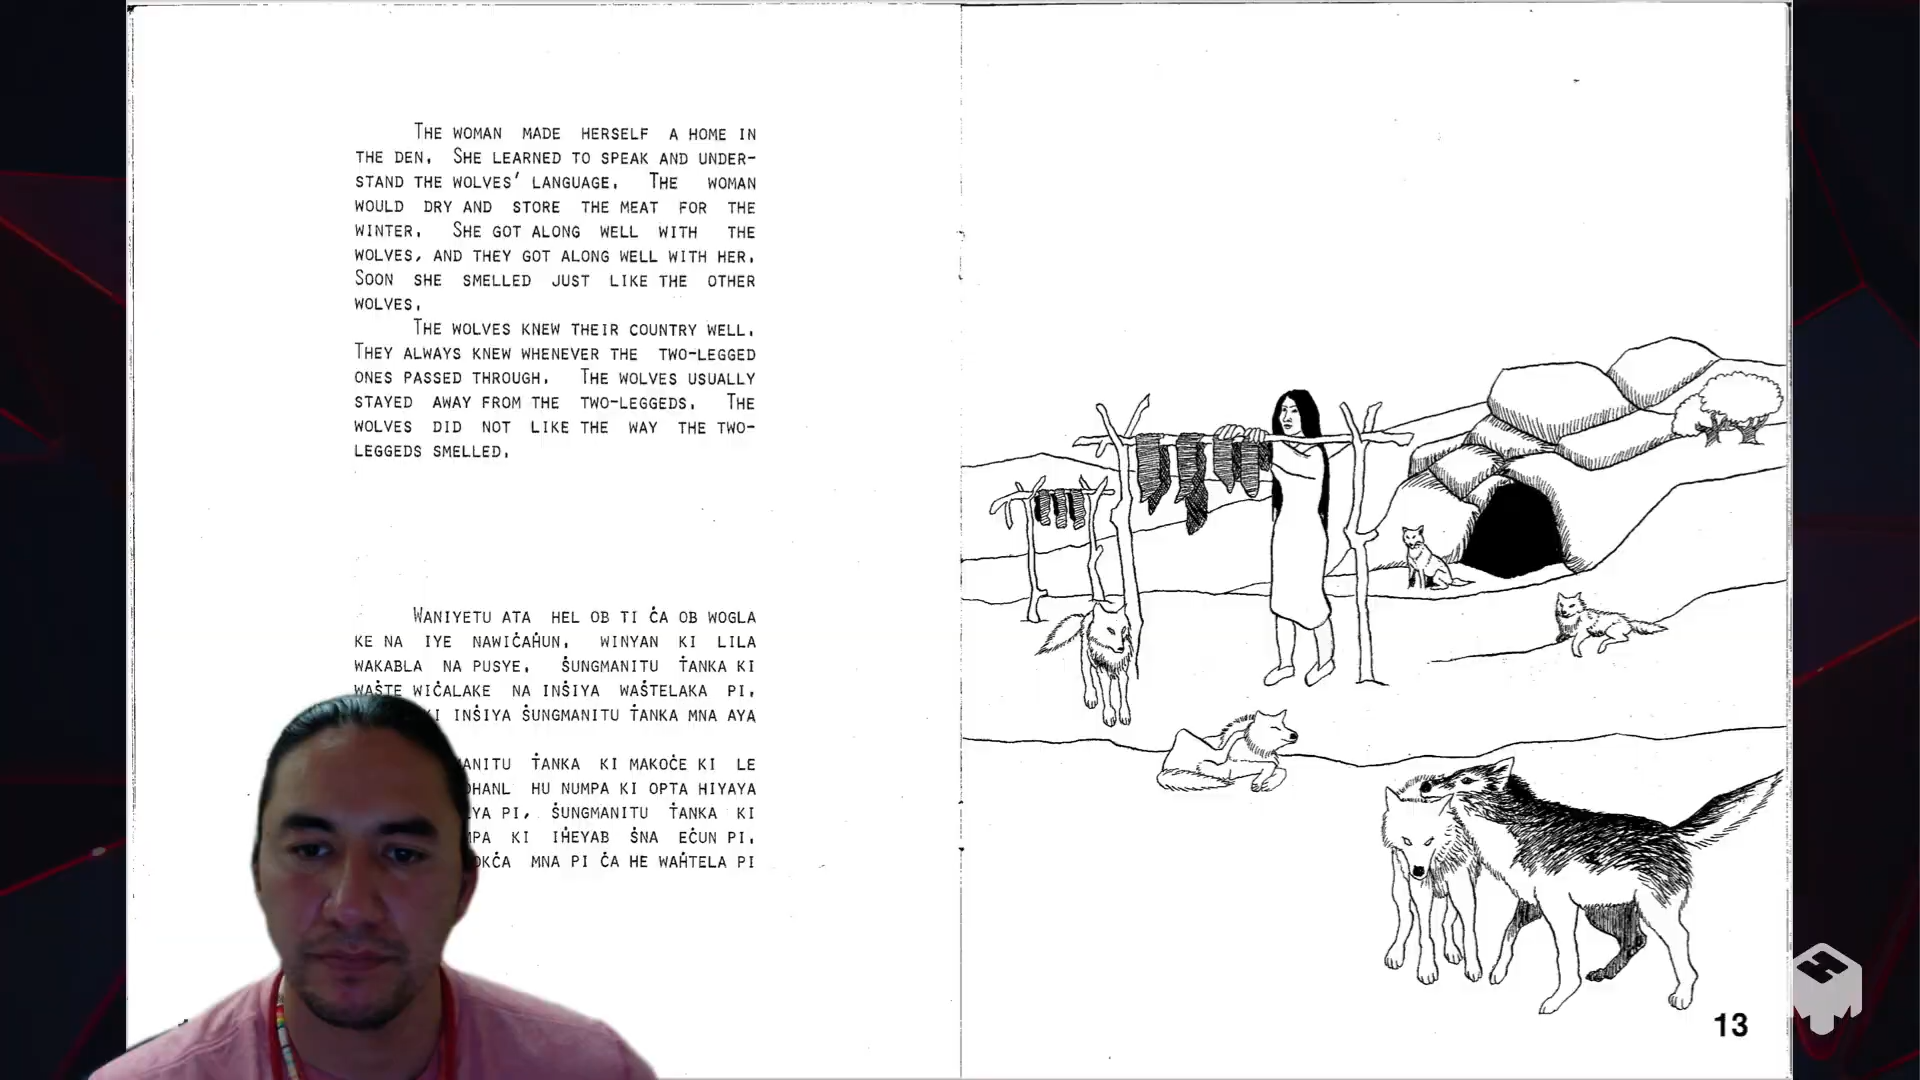 THE WOMAN MADE HERSELF A HOME IN
THE DEN. SHE LEARNED TO SPEAK AND UNDER-
STAND THE WOLVES' LANGUAGE. THE WOMAN
WOULD DRY AND STORE THE MEAT FOR THE
WINTER. SHE GOT ALONG WELL WITH THE
WOLVES, AND THEY GOT ALONG WELL WITH HER.
SOON SHE SMELLED JUST LIKE THE OTHER
WOLVES.
THE WOLVES KNEW THEIR COUNTRY WELL.
THEY ALWAYS KNEW WHENEVER THE TWO-LEGGED
ONES PASSED THROUGH. THE WOLVES USUALLY
STAYED AWAY FROM THE TWO-LEGGEDS. THE
WOLVES DID NOT LIKE THE WAY THE TWO-
LEGGEDS SMELLED.
WANIYETU ATA HEL OB TI ĊA OB WOGLA
KE NA IYE NAWIĊAḢUN. WINYAN KI LILA
WAKABLA NA PUSYE. ṠUNGMANITU ṪANKA KI
WAṠTE WIĊALAKE NA INṠIYA WAṠTELAKA PI.
KI INṠIYA ṠUNGMANITU ṪANKA MNA AYA
ṪANKA KI MAKOĊE KI LE
HU NUMPA KI OPTA HIYAYA
PI, ṠUNGMANITU ṪANKA KI
KI IḢEYAB ṠNA EĊUN PI.
MNA PI ĊA HE WAḢTELA PI
13